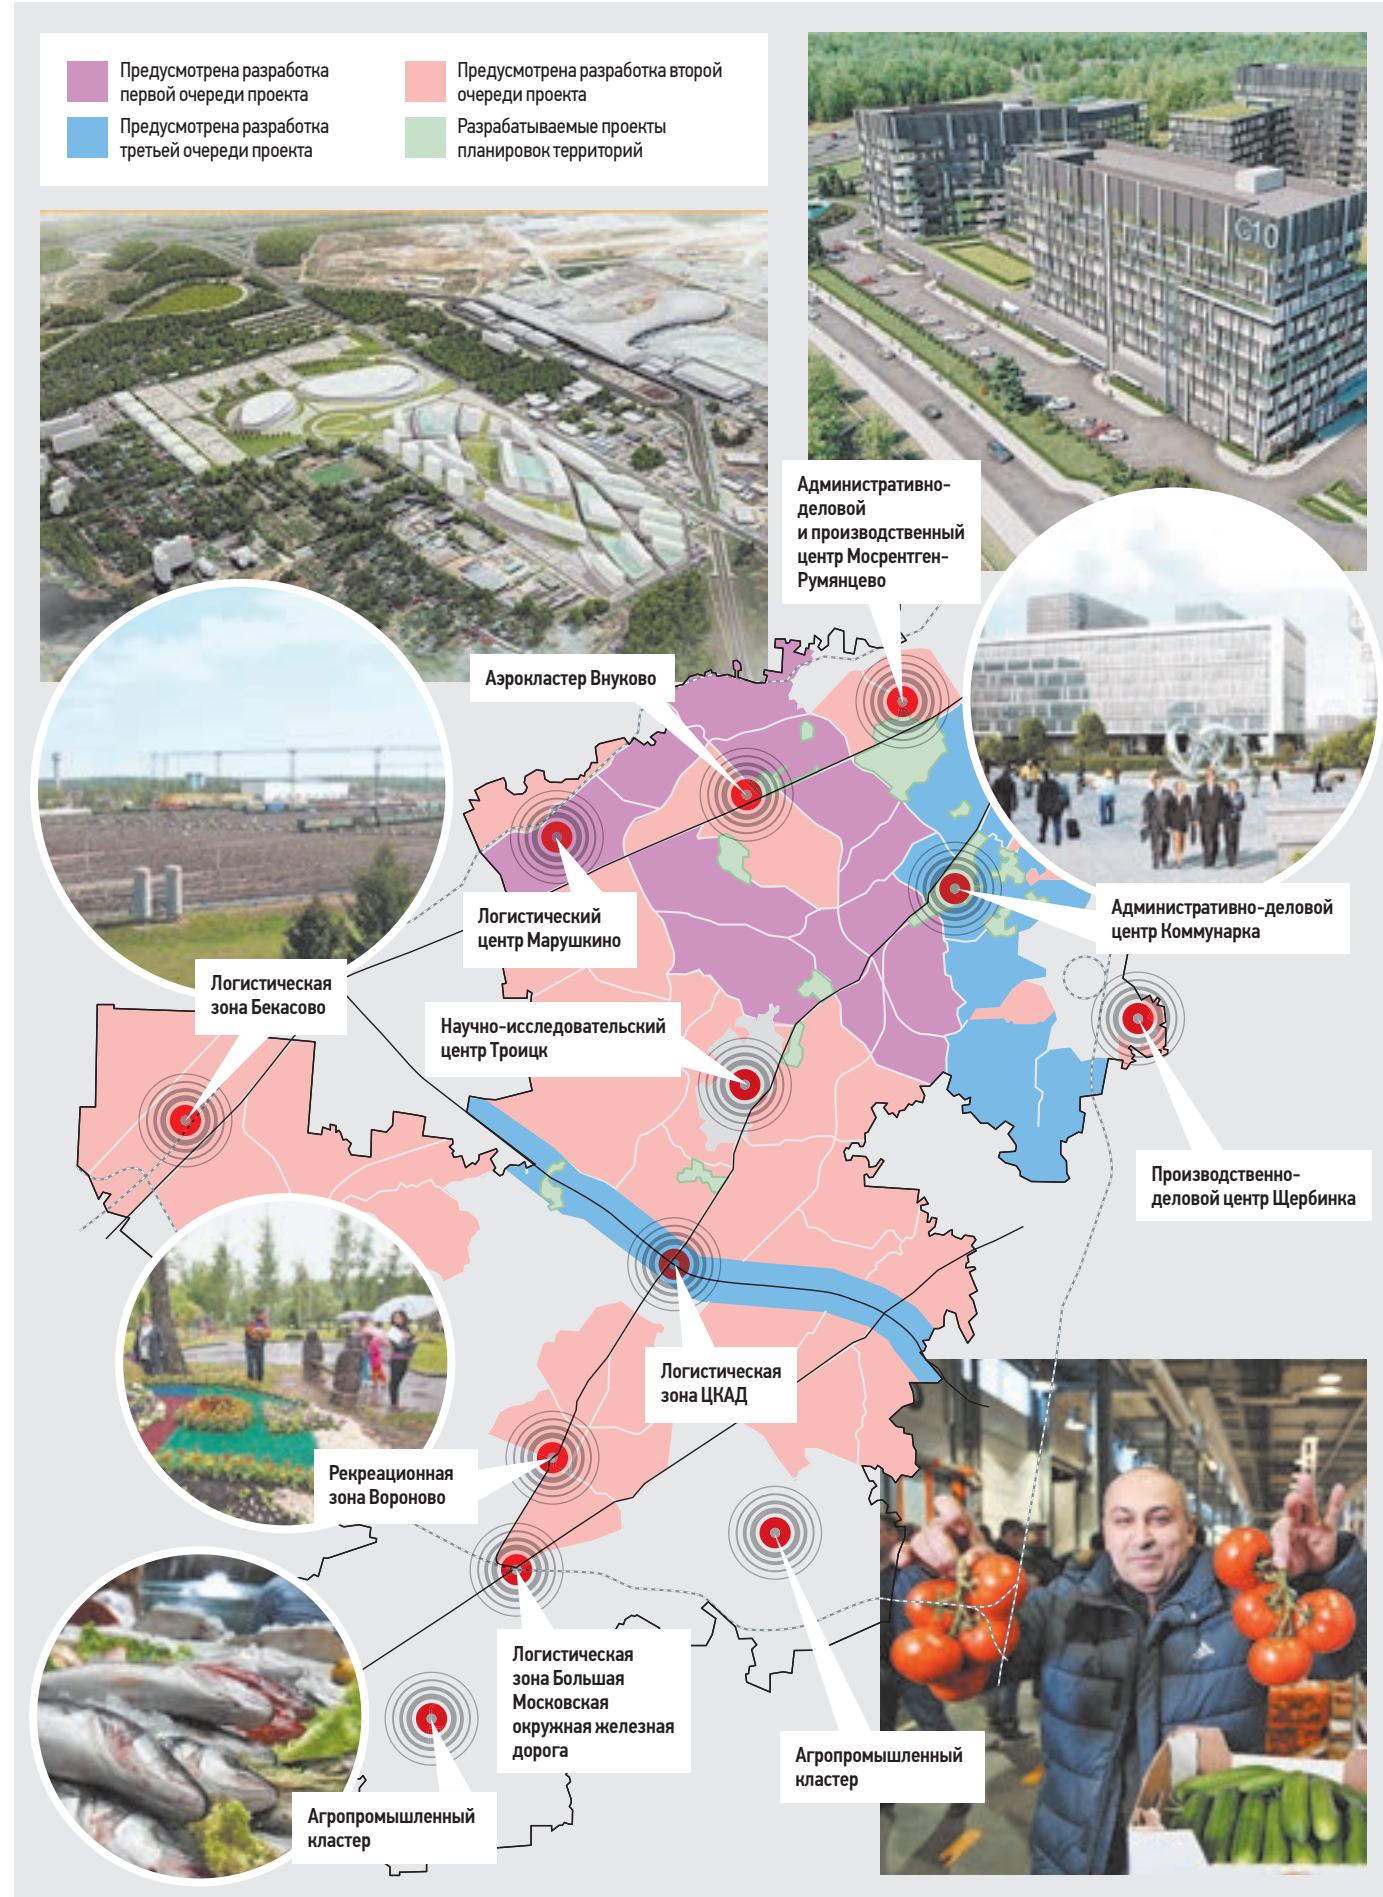 Предусмотрена разработка
первой очереди проекта
Предусмотрена разработка
третьей очереди проекта
Предусмотрена разработка второй
очереди проекта
Разрабатываемые проекты
планировок территорий
G10
Административно-
деловой
и производственный
центр Мосрентген-
Румянцево
Аэрокластер Внуково
Логистический
центр Марушкино
Административно-деловой
центр Коммунарка
Логистическая
зона Бекасово
Научно-исследовательский
центр Троицк
Производственно-
деловой центр Щербинка
Логистическая
зона ЦКАД
Рекреационная
зона Вороново
Логистическая
зона Большая
Московская
окружная железная
дорога
Агропромышленный
кластер
Агропромышленный
кластер